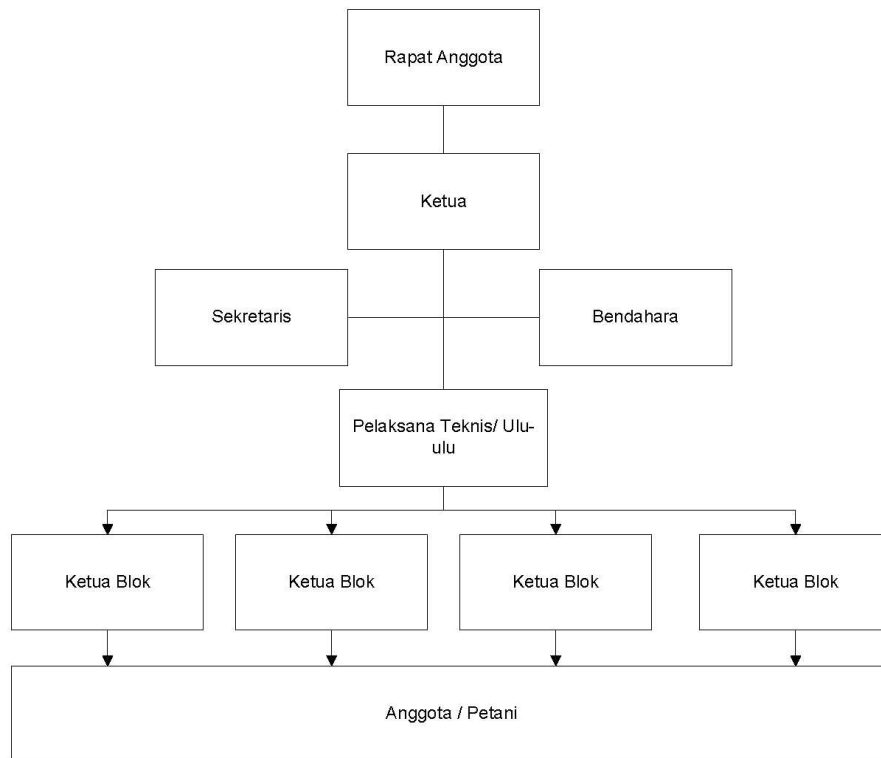 Rapat Anggota
Ketua
Sekretaris
Bendahara
Pelaksana Teknis/ Ulu-
ulu
Ketua Blok
Ketua Blok
Ketua Blok
Ketua Blok
Anggota / Petani